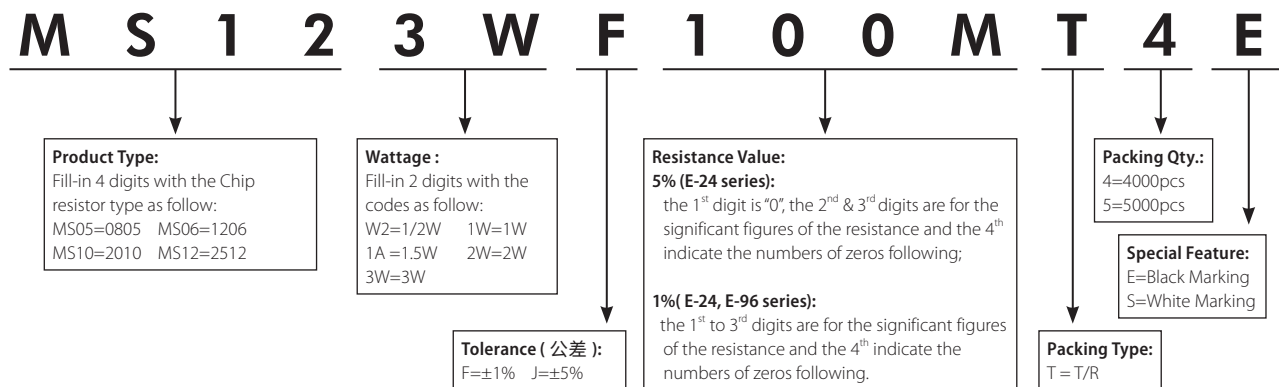 M S 1 2 3 W F 1 0 0 M T 4 E
Product Type:
Fill-in 4 digits with the Chip
resistor type as follow:
MS05=0805 MS06=1206
MS10=2010 MS12=2512
Wattage :
Fill-in 2 digits with the
codes as follow:
W2=1/2W 1W=1W
1A =1.5W 2W=2W
3W=3W
Tolerance ( 公差 ):
F=±1% J=±5%
Resistance Value:
5% (E-24 series):
the 1st digit is “0”, the 2nd & 3rd digits are for the
significant figures of the resistance and the 4th
indicate the numbers of zeros following;
1%( E-24, E-96 series):
the 1st to 3rd digits are for the significant figures
of the resistance and the 4th indicate the
numbers of zeros following.
Packing Type:
T = T/R
Packing Qty.:
4=4000pcs
5=5000pcs
Special Feature:
E=Black Marking
S=White Marking